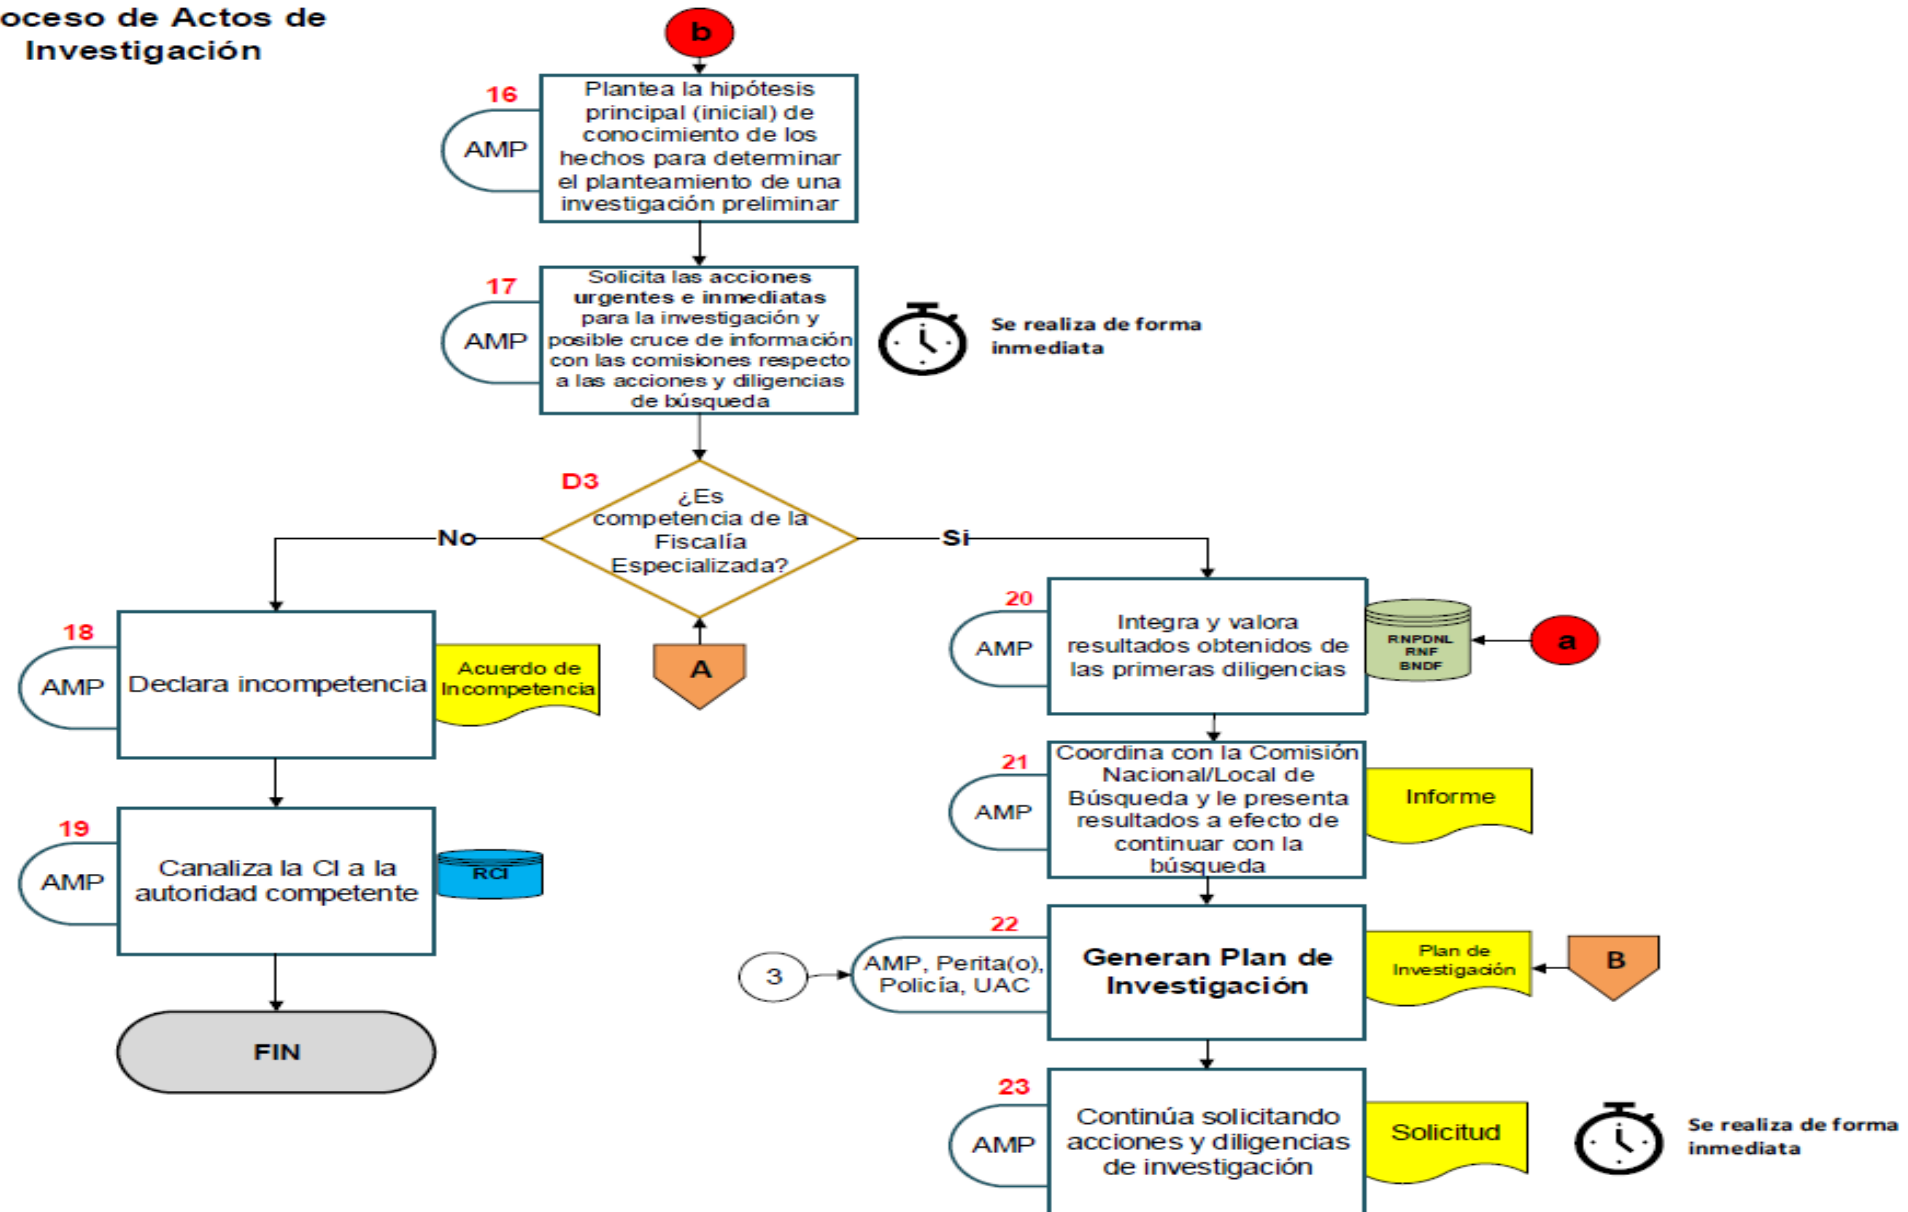 oceso de Actos de
Investigación
b
16
AMP
Plantea la hipótesis
principal (inicial) de
conocimiento de los
hechos para determinar
el planteamiento de una
investigación preliminar
17
AMP
Solicita las acciones
urgentes e inmediatas
para la investigación y
posible cruce de información
con las comisiones respecto
a las acciones y diligencias
de búsqueda
Se realiza de forma
inmediata
D3
¿Es
competencia de la
Fiscalía
Especializada?
No
Si
A
18
AMP
Declara incompetencia
Acuerdo de
Incompetencia
19
AMP
Canaliza la CI a la
autoridad competente
RCI
FIN
20
AMP
Integra y valora
resultados obtenidos de
las primeras diligencias
RNPDNL
RNF
BNDF
a
21
AMP
Coordina con la Comisión
Nacional/Local de
Búsqueda y le presenta
resultados a efecto de
continuar con la
búsqueda
Informe
22
3
AMP, Perita(o),
Policía, UAC
Generan Plan de
Investigación
Plan de
Investigación
B
23
AMP
Continúa solicitando
acciones y diligencias
de investigación
Solicitud
Se realiza de forma
inmediata